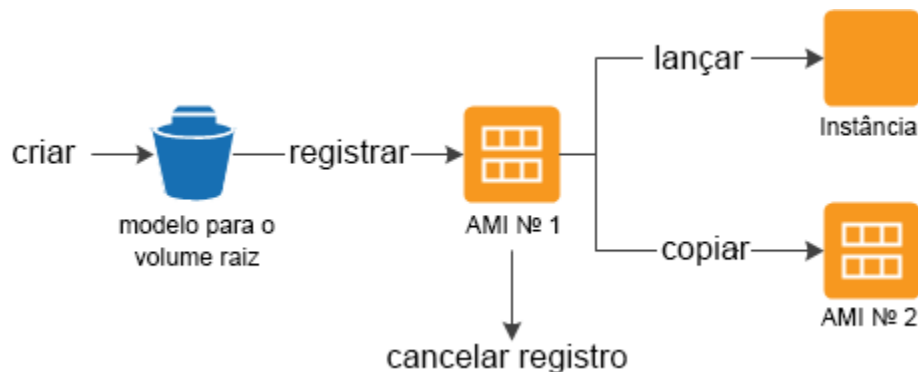 criar
modelo para o
volume raiz
registrar
AMI Nº 1
cancelar registro
lançar
Instância
copiar
AMI Nº 2